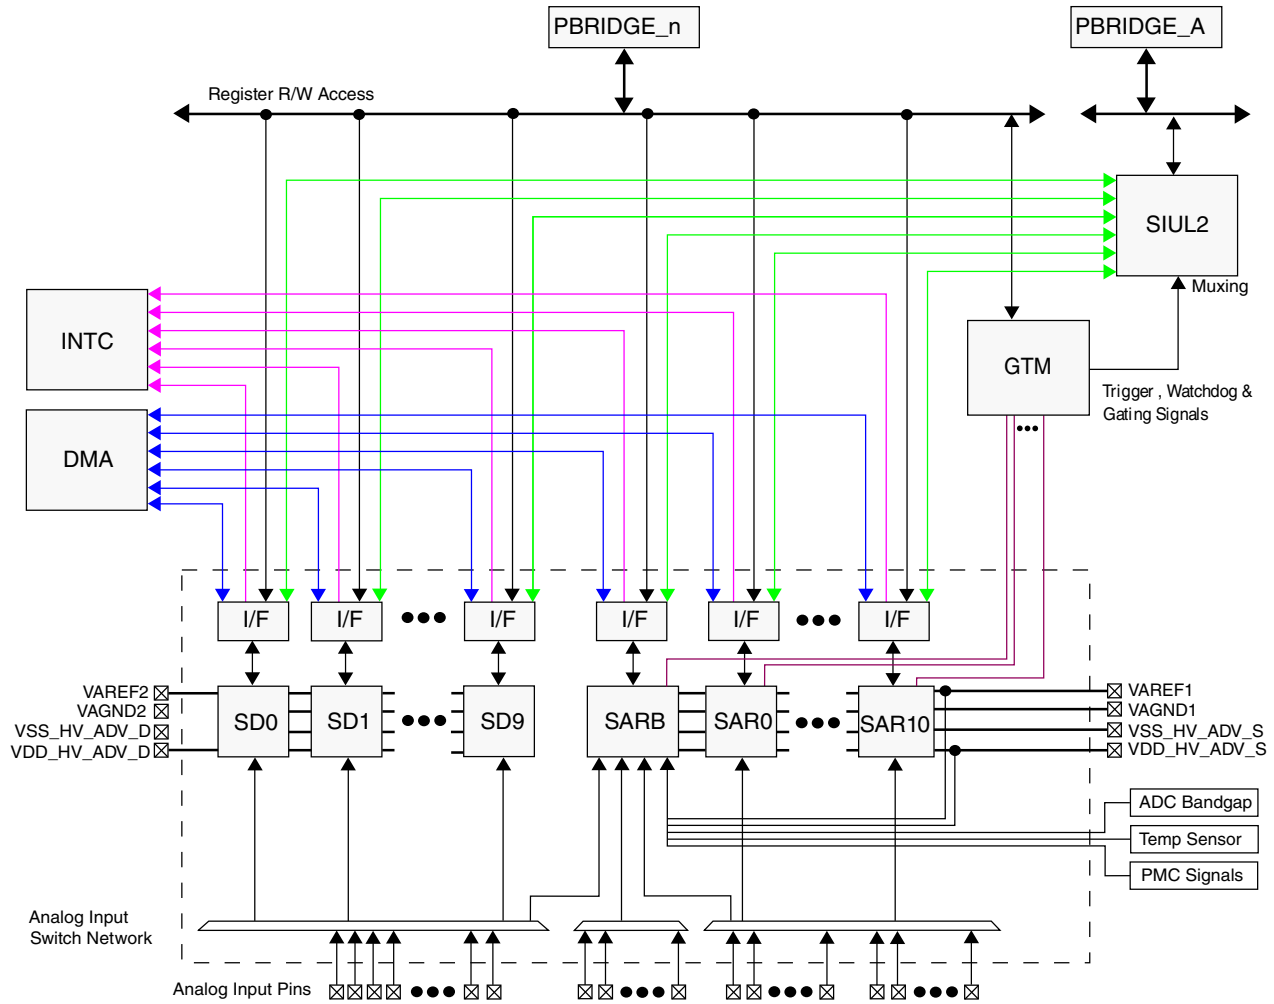 PBRIDGE_n
PBRIDGE_A
Register R/W Access
SIUL2
Muxing
INTC
GTM
Trigger , Watchdog &
Gating Signals
DMA
I/F
I/F
I/F
I/F
I/F
I/F
VAREF2
VAGND2
VSS_HV_ADV_D
VDD_HV_ADV_D
SD0
SD1
SD9
SARB
SAR0
SAR10
VAREF1
VAGND1
VSS_HV_ADV_S
VDD_HV_ADV_S
ADC Bandgap
Temp Sensor
PMC Signals
Analog Input
Switch Network
Analog Input Pins